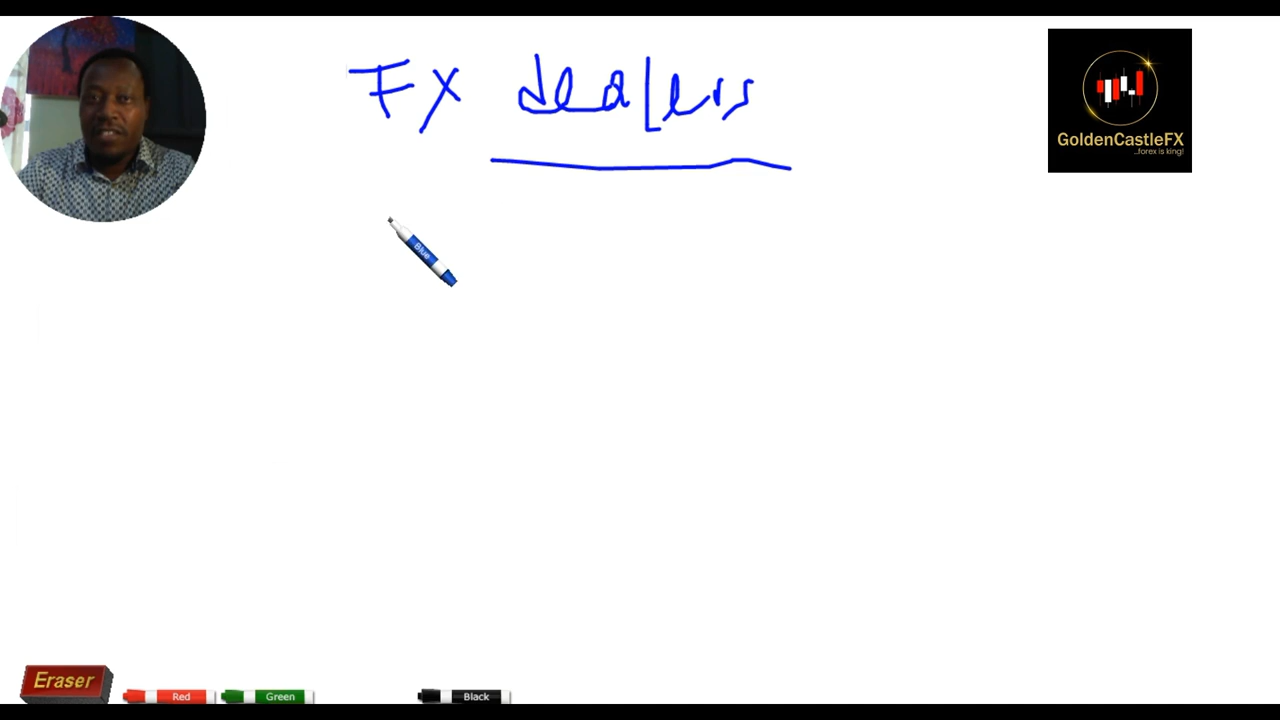 FX dealers
GoldenCastleFX
...forex is king!
Blue
Eraser
Red
Green
Black